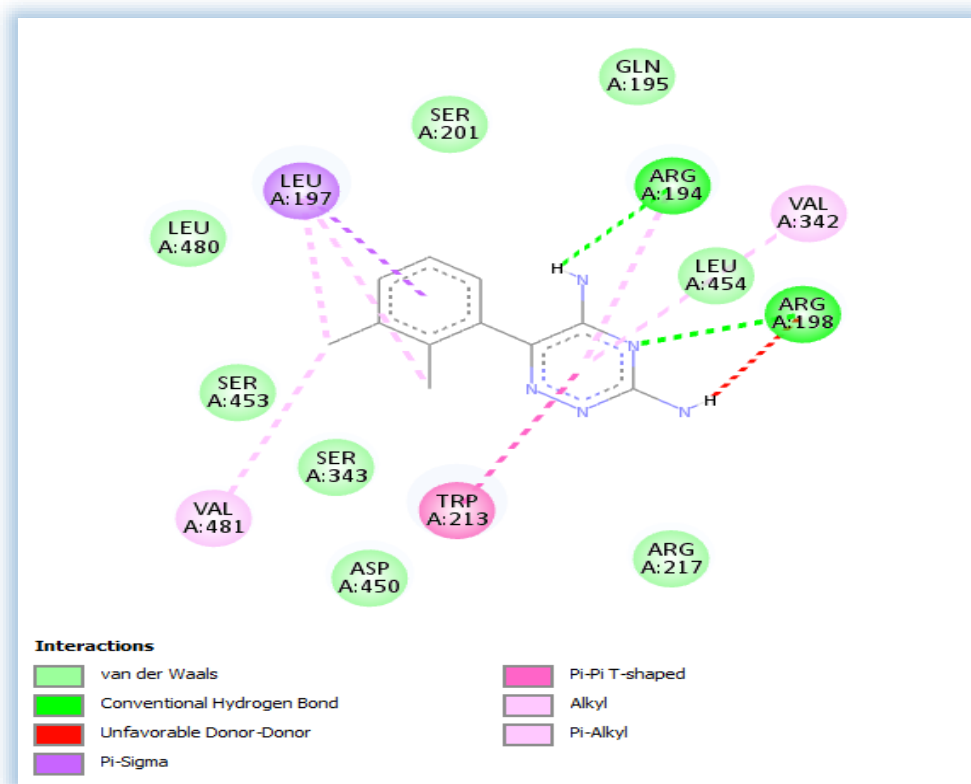 GLN
A:195
SER
A:201
LEU
A:197
ARG
A:194
VAL
A:342
LEU
A:480
LEU
A:454
H
N
ARG
A:198
N
H
N
N
N
SER
A:453
SER
A:343
TRP
A:213
VAL
A:481
ASP
A:450
ARG
A:217
Interactions
van der Waals
Conventional Hydrogen Bond
Unfavorable Donor-Donor
Pi-Sigma
Pi-Pi T-shaped
Alkyl
Pi-Alkyl